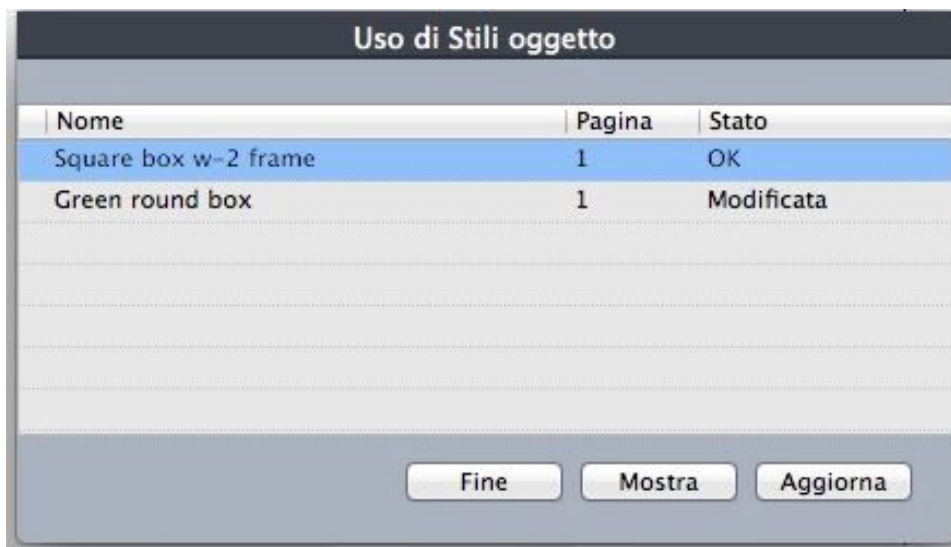 Uso di Stili oggetto
Nome Pagina Stato
Square box w-2 frame 1 OK
Green round box 1 Modificata
Fine Mostra Aggiorna